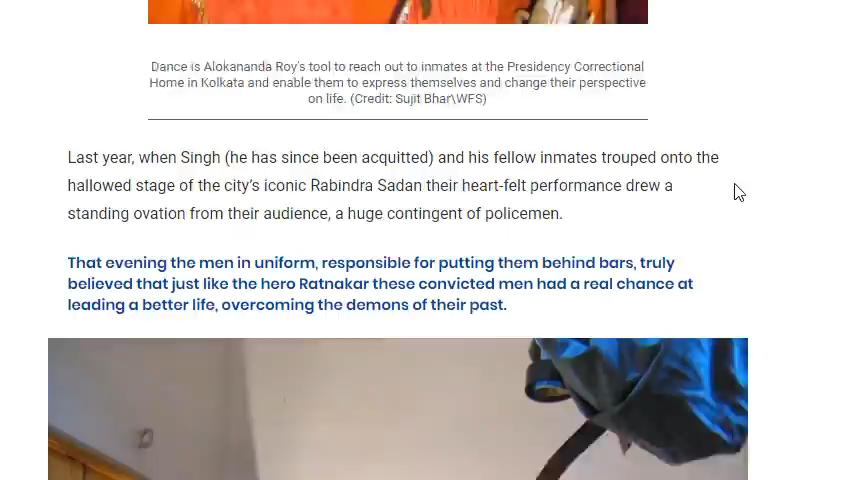 Dance is Alokananda Roy's tool to reach out to inmates at the Presidency Correctional
Home in Kolkata and enable them to express themselves and change their perspective
on life. (Credit: Sujit Bhar\WFS)
Last year, when Singh (he has since been acquitted) and his fellow inmates trouped onto the
hallowed stage of the city's iconic Rabindra Sadan their heart-felt performance drew a
standing ovation from their audience, a huge contingent of policemen.
That evening the men in uniform, responsible for putting them behind bars, truly
believed that just like the hero Ratnakar these convicted men had a real chance at
leading a better life, overcoming the demons of their past.